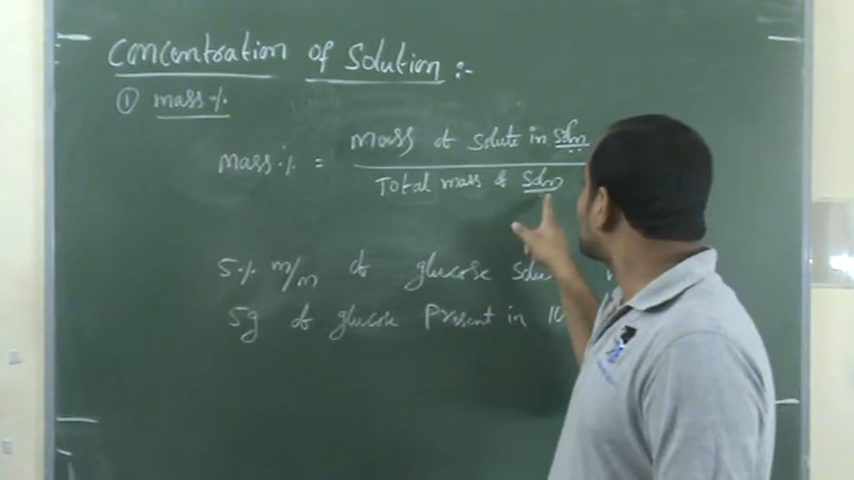 Concentration of Solution :-
① mass %
mass % = mass of solute in Soln
Total mass of Soln
5% m/m of glucose
5g of glucose Present in